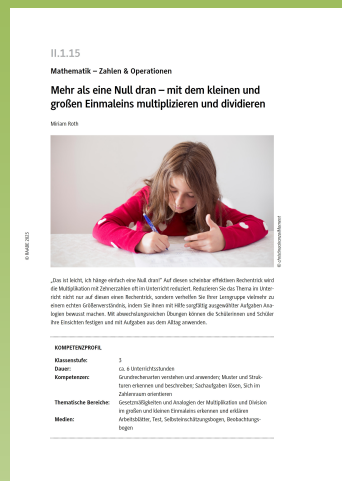 II.1.15
Mathematik – Zahlen & Operationen
Mehr als eine Null dran – mit dem kleinen und
großen Einmaleins multiplizieren und dividieren
Miriam Roth
© RAABE 2023
„Das ist leicht, ich hänge einfach eine Null dran!“ Auf diesen scheinbar effektiven Rechentrick wird
die Multiplikation mit Zehnerzahlen oft im Unterricht reduziert. Reduzieren Sie das Thema im Unter-
richt nicht nur auf diesen einen Rechentrick, sondern verhelfen Sie Ihrer Lerngruppe vielmehr zu
einem echten Größenverständnis, indem Sie ihnen mit Hilfe sorgfältig ausgewählter Aufgaben Ana-
logien bewusst machen. Mit abwechslungsreichen Übungen können die Schülerinnen und Schüler
ihre Einsichten festigen und mit Aufgaben aus dem Alltag anwenden.
KOMPETENZPROFIL
Klassenstufe: 3
Dauer: ca. 6 Unterrichtsstunden
Kompetenzen: Grundrechenarten verstehen und anwenden; Muster und Struk-
turen erkennen und beschreiben; Sachaufgaben lösen, Sich im
Zahlenraum orientieren
Thematische Bereiche: Gesetzmäßigkeiten und Analogien der Multiplikation und Division
im großen und kleinen Einmaleins erkennen und erklären
Medien: Arbeitsblätter, Test, Selbsteinschätzungsbogen, Beobachtungs-
bogen